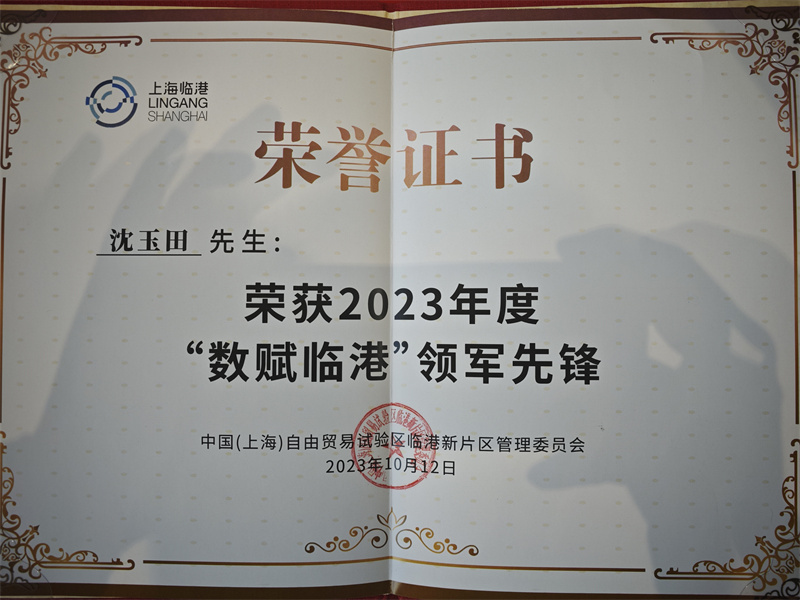 上海临港
LINGANG
SHANGHAI
荣誉证书
沈玉田 先生：
荣获2023年度
“数赋临港”领军先锋
中国(上海)自由贸易试验区临港新片区管理委员会
2023年10月12日